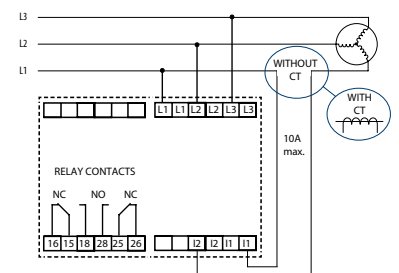 L3
L2
L1
WITHOUT
CT
WITH
CT
L1 L1 L2 L2 L3 L3
10A
max.
RELAY CONTACTS
NC NO NC
16 15 18 28 25 26
I2 I2 I1 I1